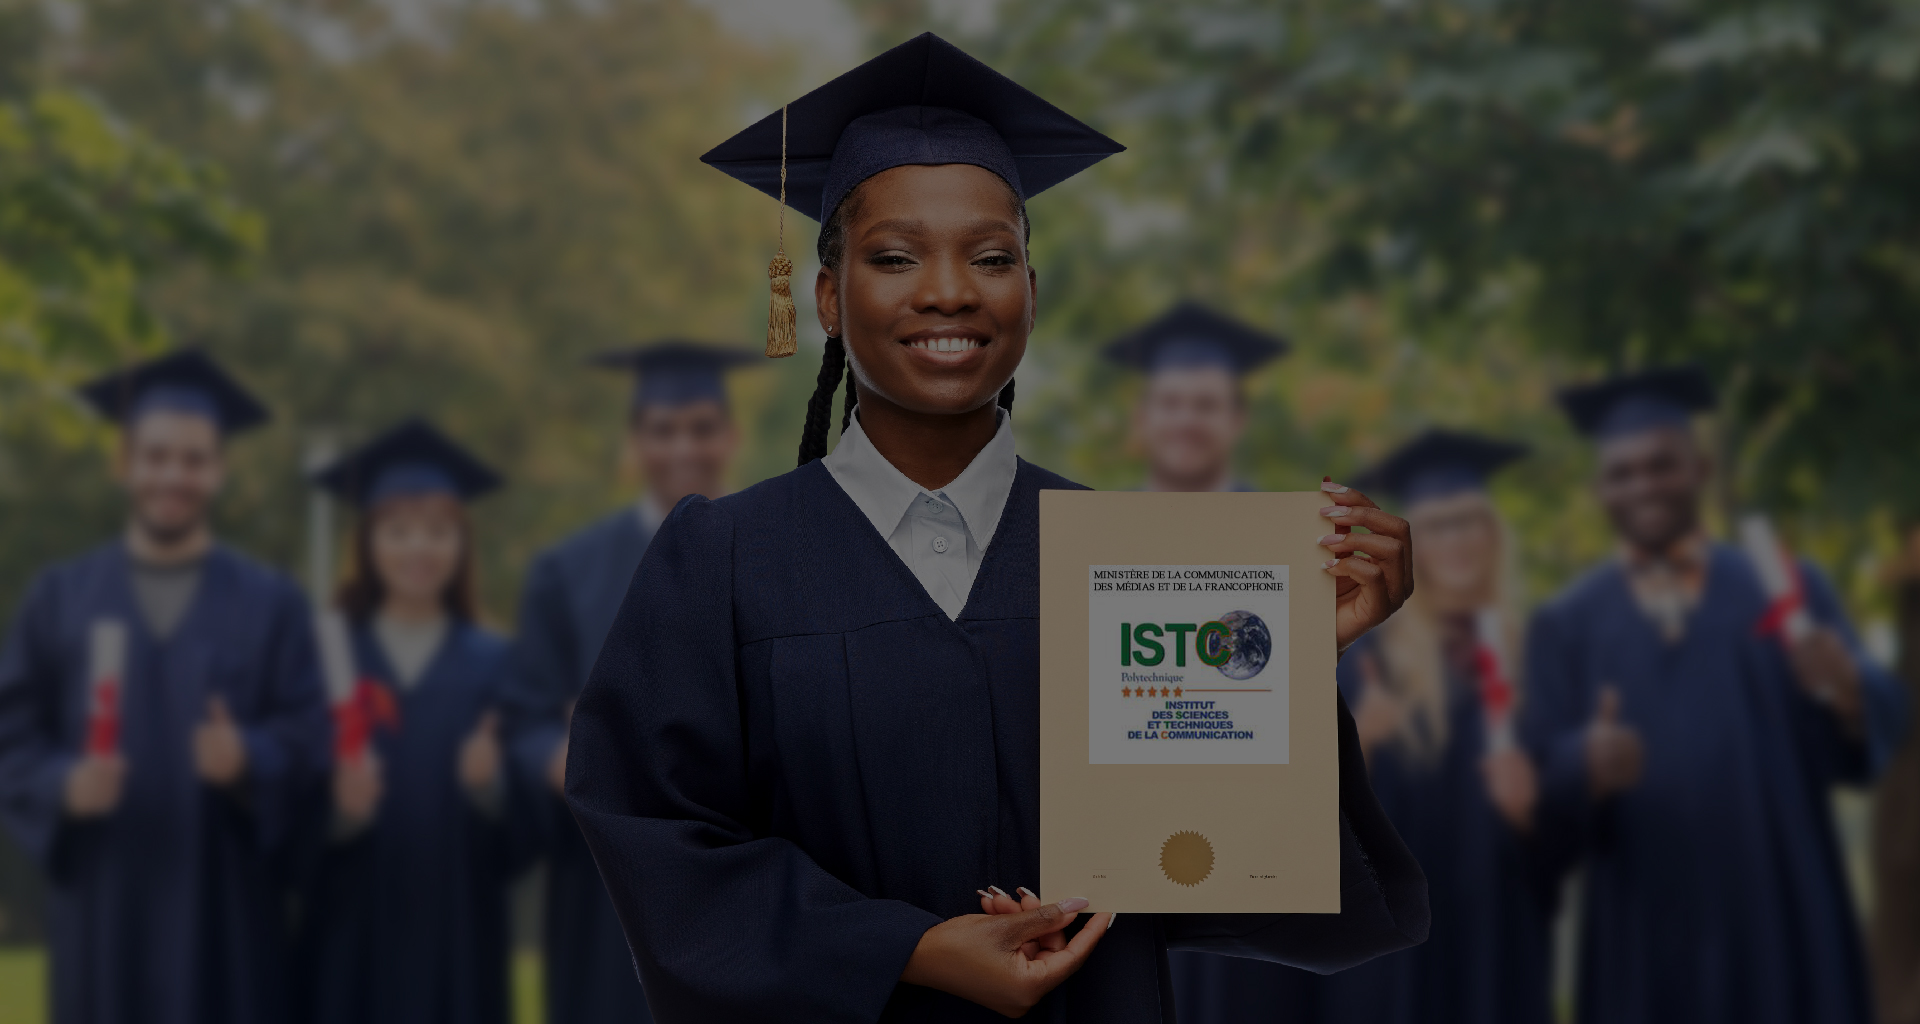 MINISTÈRE DE LA COMMUNICATION,
DES MÉDIAS ET DE LA FRANCOPHONIE
ISTC
Polytechnique
INSTITUT
DES SCIENCES
ET TECHNIQUES
DE LA COMMUNICATION